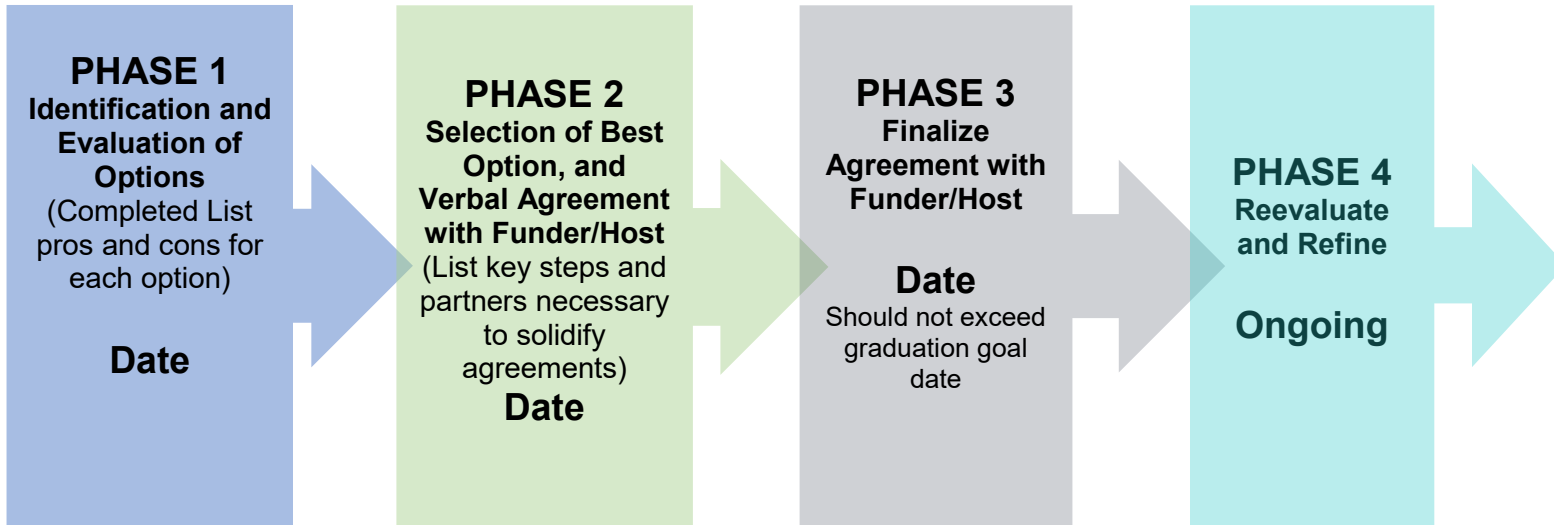 PHASE 1
Identification and
Evaluation of
Options
(Completed List
pros and cons for
each option)
Date
PHASE 2
Selection of Best
Option, and
Verbal Agreement
with Funder/Host
(List key steps and
partners necessary
to solidify
agreements)
Date
PHASE 3
Finalize
Agreement with
Funder/Host
Date
Should not exceed
graduation goal
date
PHASE 4
Reevaluate
and Refine
Ongoing